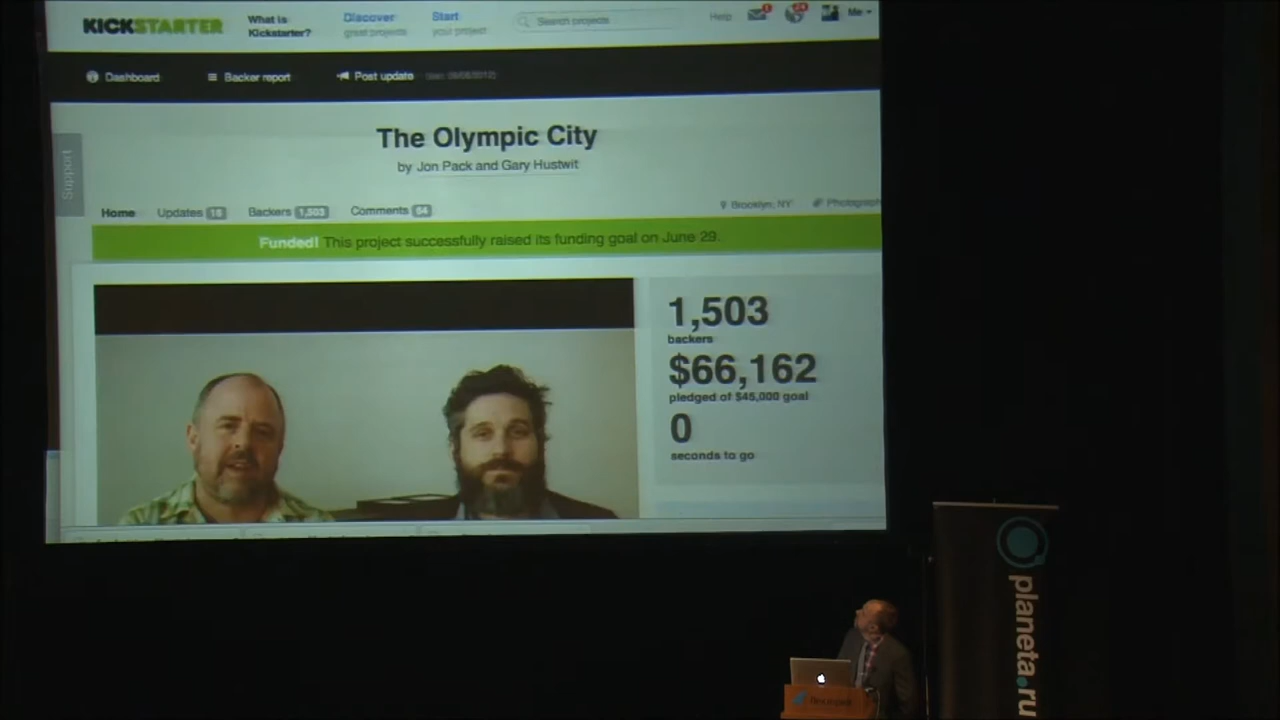 KICKSTARTER
What is
Kickstarter?
Discover
great projects
Start
your project
Search projects
Help
Me
Dashboard
Backer report
Post update
The Olympic City
by Jon Pack and Gary Hustwit
Support
Home
Updates
Backers 1,503
Comments
Brooklyn, NY
Photograph
Funded! This project successfully raised its funding goal on June 29.
1,503
backers
$66,162
pledged of $45,000 goal
0
seconds to go
planeta.ru